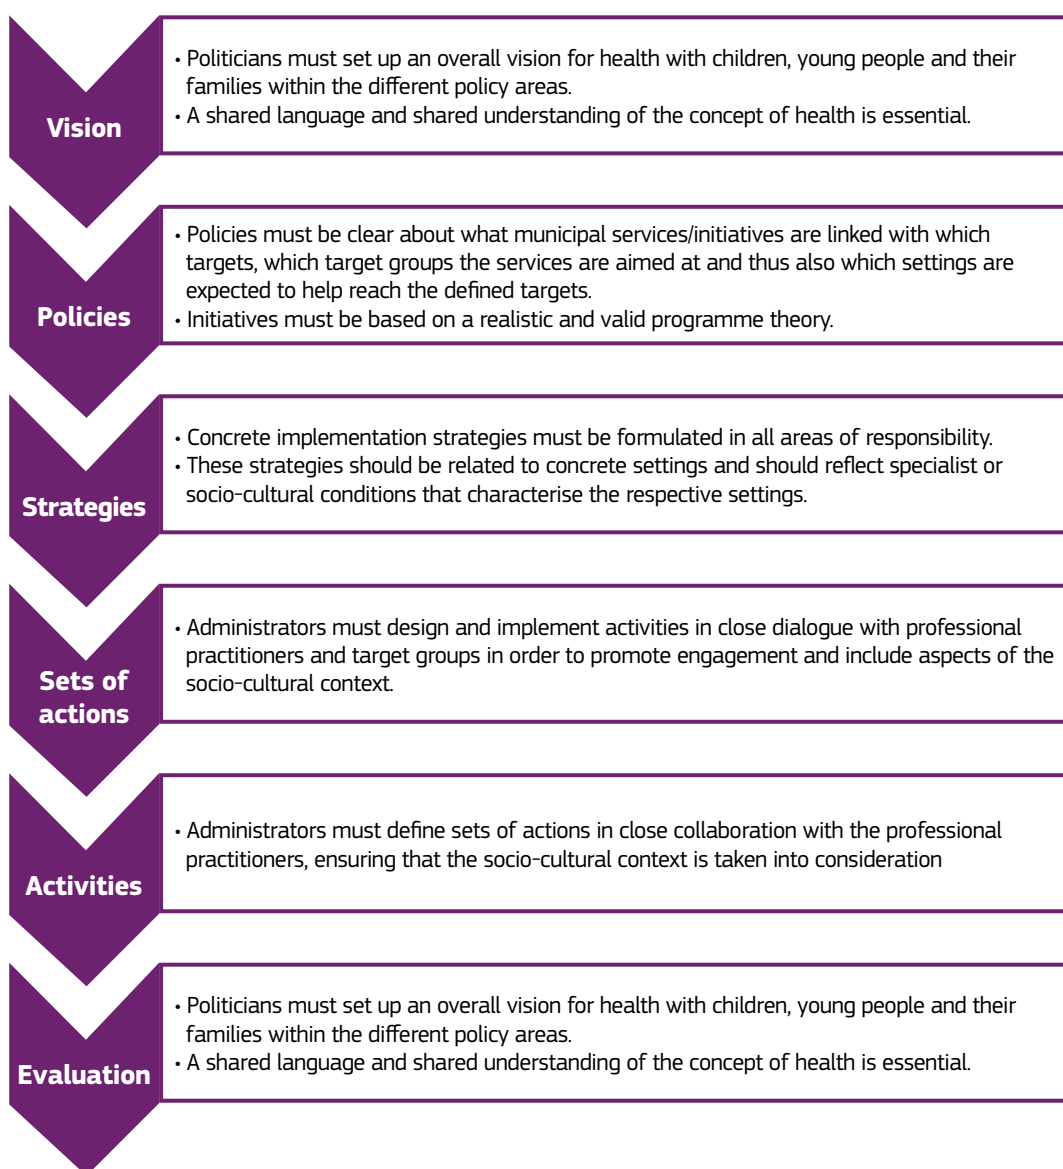 Vision
• Politicians must set up an overall vision for health with children, young people and their
families within the different policy areas.
• A shared language and shared understanding of the concept of health is essential.
Policies
• Policies must be clear about what municipal services/initiatives are linked with which
targets, which target groups the services are aimed at and thus also which settings are
expected to help reach the defined targets.
• Initiatives must be based on a realistic and valid programme theory.
Strategies
• Concrete implementation strategies must be formulated in all areas of responsibility.
• These strategies should be related to concrete settings and should reflect specialist or
socio-cultural conditions that characterise the respective settings.
Sets of
actions
• Administrators must design and implement activities in close dialogue with professional
practitioners and target groups in order to promote engagement and include aspects of the
socio-cultural context.
Activities
• Administrators must define sets of actions in close collaboration with the professional
practitioners, ensuring that the socio-cultural context is taken into consideration
Evaluation
• Politicians must set up an overall vision for health with children, young people and their
families within the different policy areas.
• A shared language and shared understanding of the concept of health is essential.